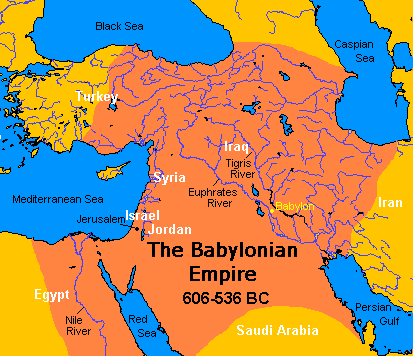 Black Sea
Caspian
Sea
Turkey
Iraq
Tigris
River
Syria
Euphrates
River
Mediterranean Sea
Babylon
Iran
Jerusalem
Israel
Jordan
The Babylonian
Empire
606-536 BC
Egypt
Nile
River
Red
Sea
Persian
Gulf
Saudi Arabia